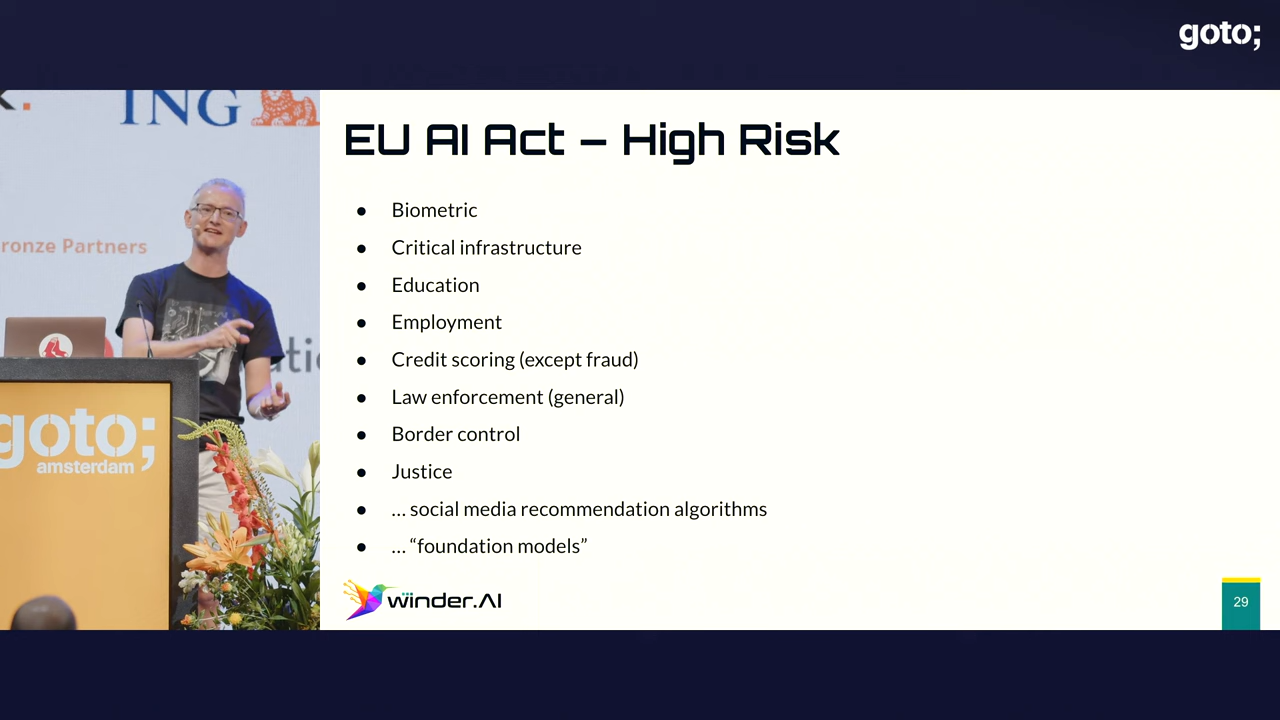 goto;
ING
ronze Partners
goto;
amsterdam
EU AI Act – High Risk
● Biometric
● Critical infrastructure
● Education
● Employment
● Credit scoring (except fraud)
● Law enforcement (general)
● Border control
● Justice
● ... social media recommendation algorithms
● ... “foundation models”
winder.AI
29